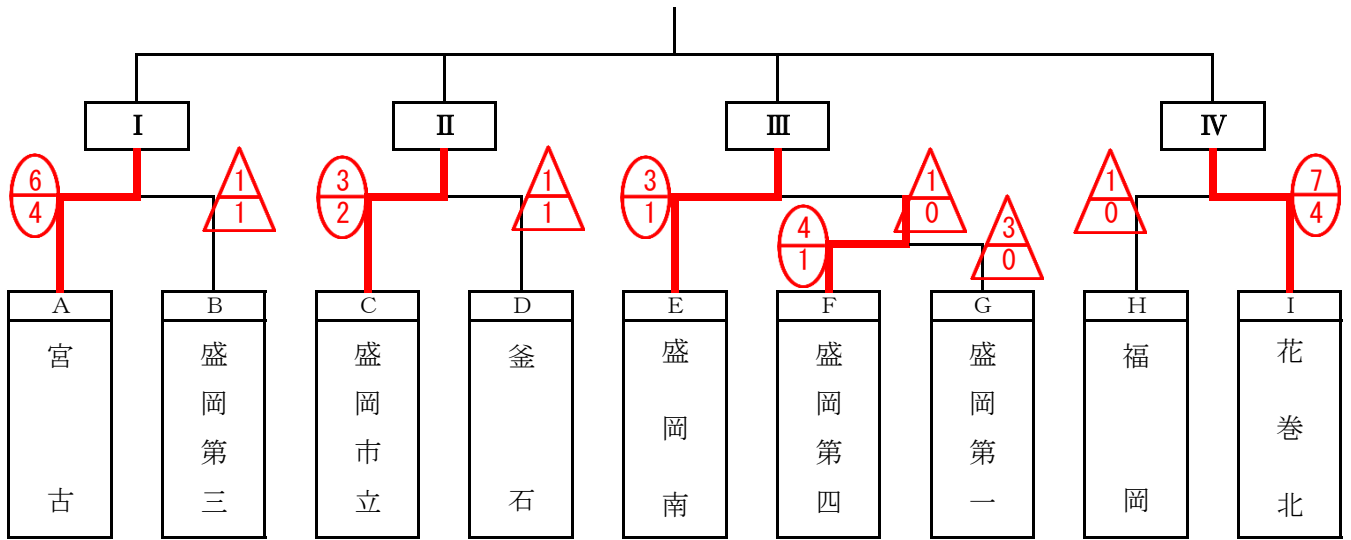 Ⅰ Ⅱ Ⅲ Ⅳ
6 1 3 1 3 1 1 7
4 1 2 1 1 0 0 4
4 3
1 0
A B C D E F G H I
宮古
盛岡第三
盛岡市立
釜石
盛岡南
盛岡第四
盛岡第一
福岡
花巻北